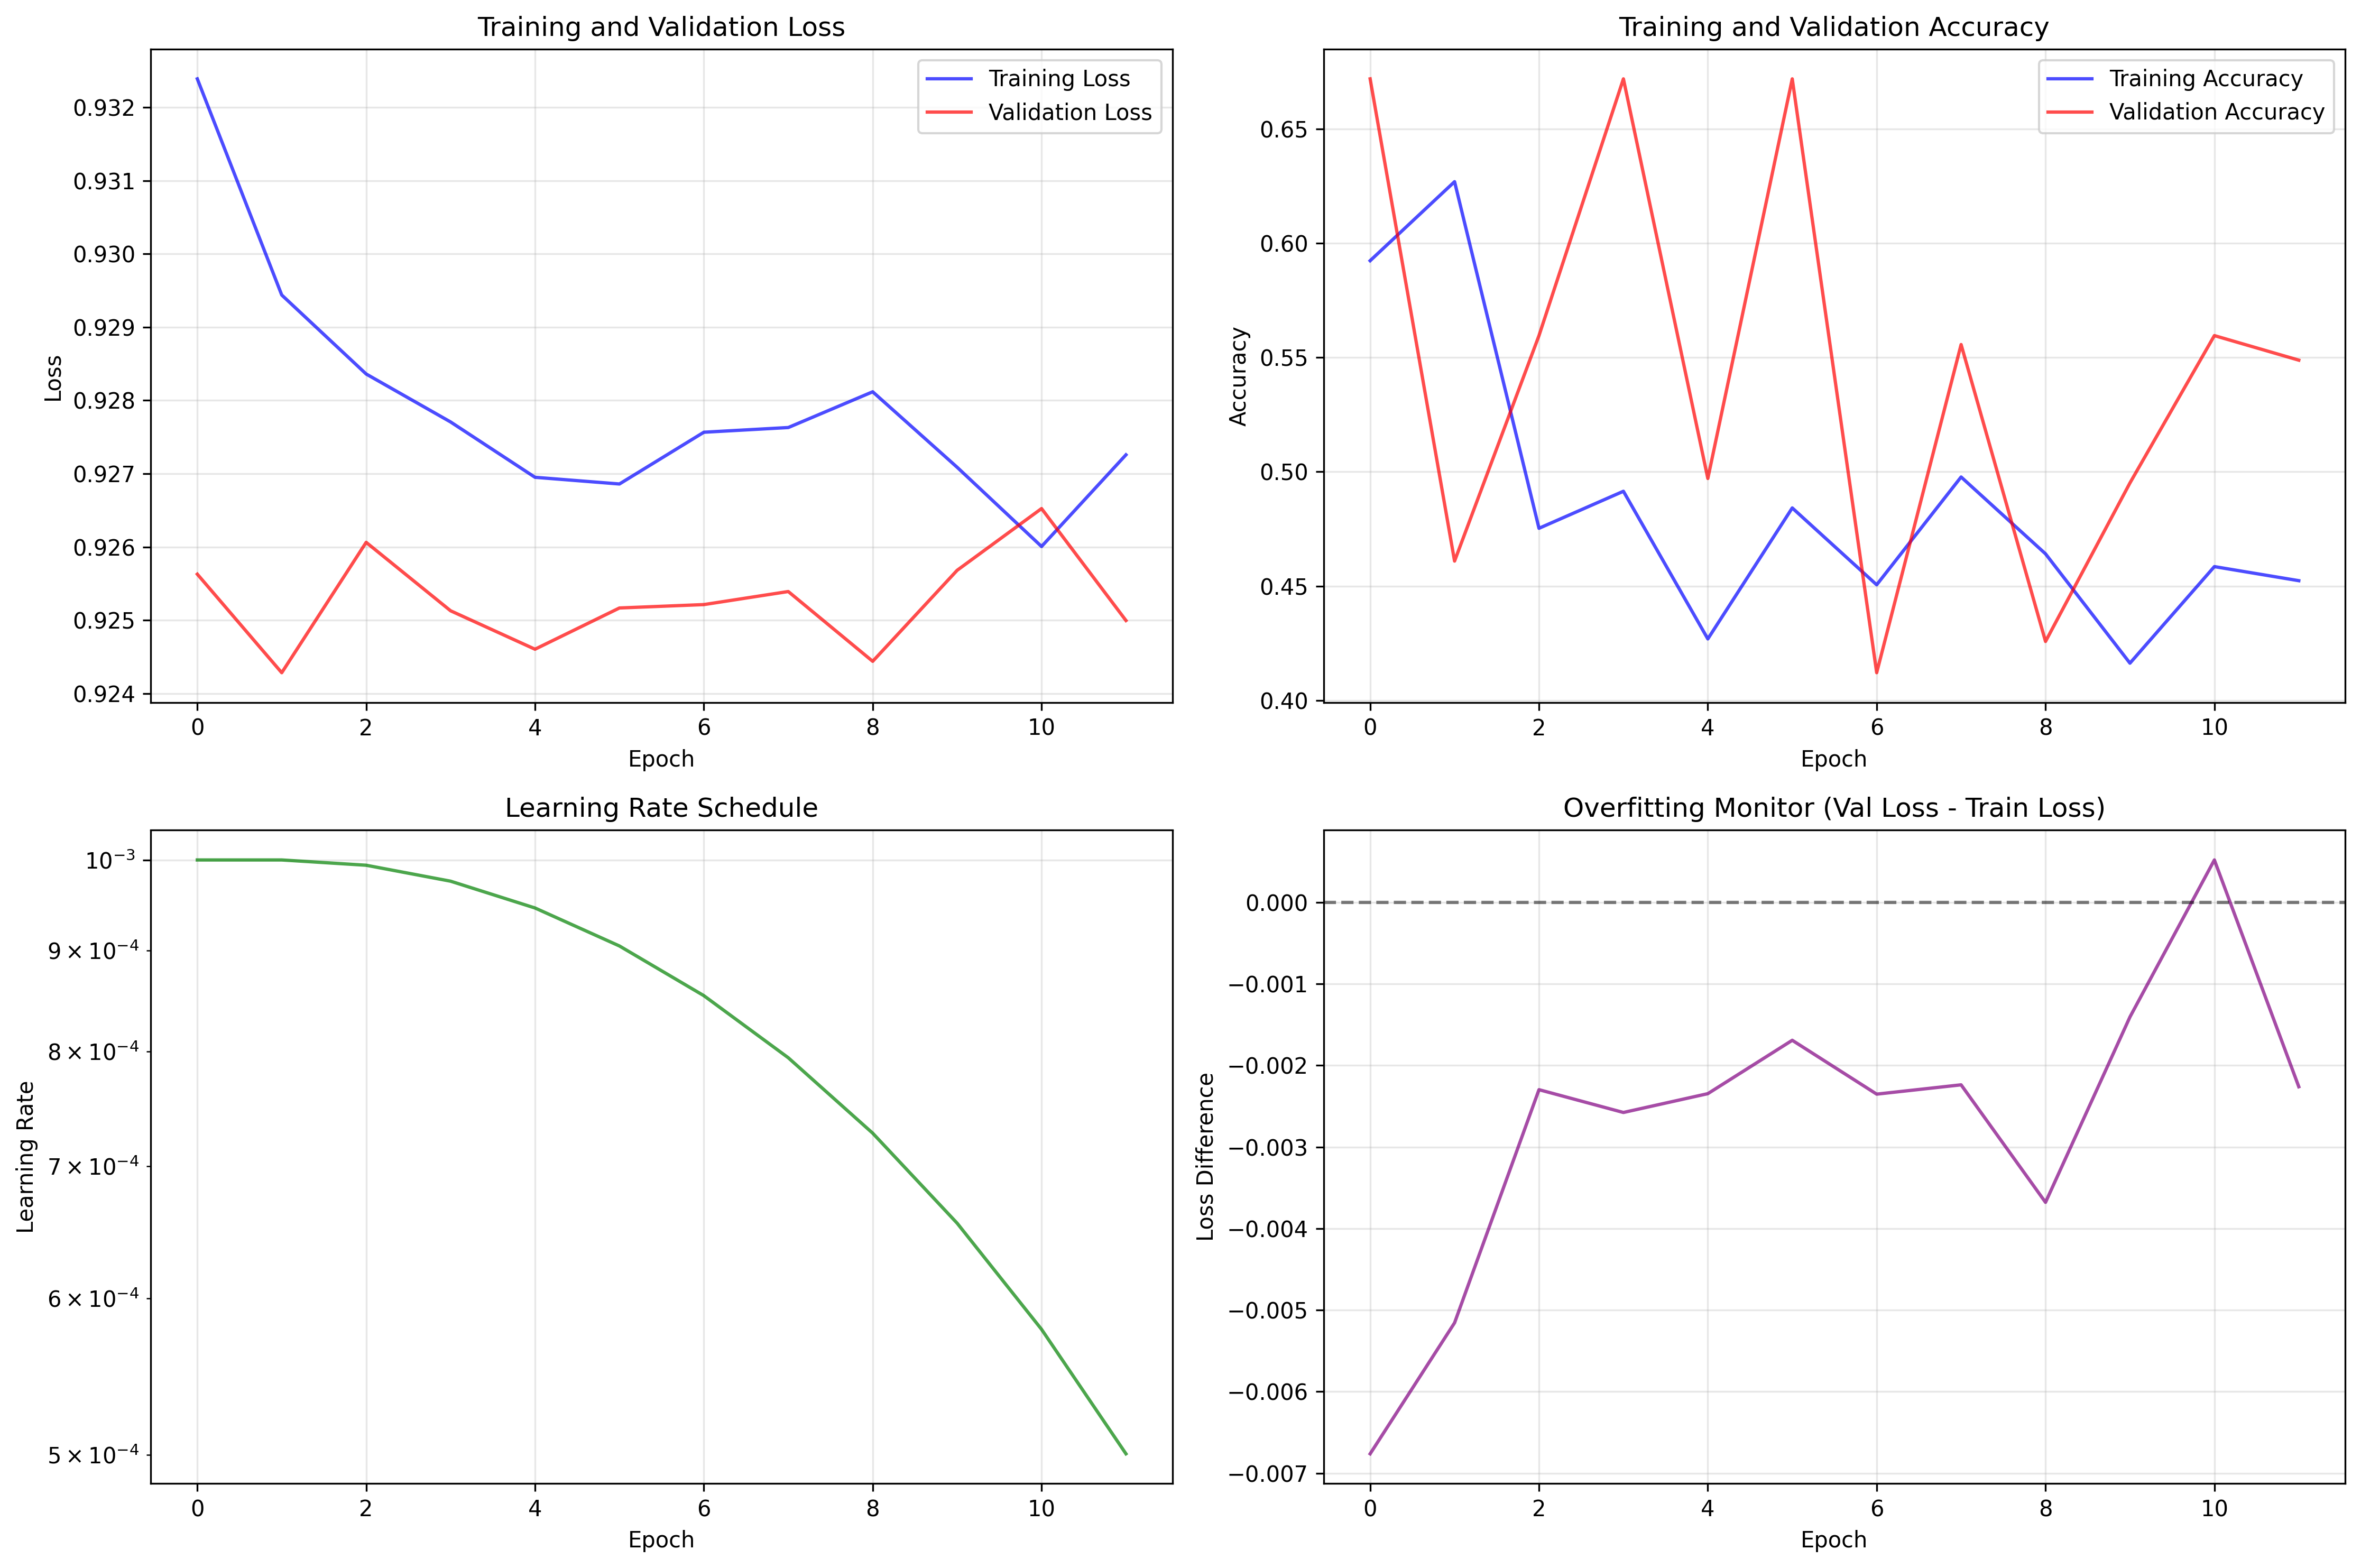 Training and Validation Loss
Training Loss
Validation Loss
0.932
0.931
0.930
0.929
0.928
0.927
0.926
0.925
0.924
Loss
0 2 4 6 8 10
Epoch
Training and Validation Accuracy
Training Accuracy
Validation Accuracy
0.65
0.60
0.55
0.50
0.45
0.40
Accuracy
0 2 4 6 8 10
Epoch
Learning Rate Schedule
10⁻³
9 × 10⁻⁴
8 × 10⁻⁴
7 × 10⁻⁴
6 × 10⁻⁴
5 × 10⁻⁴
Learning Rate
0 2 4 6 8 10
Epoch
Overfitting Monitor (Val Loss - Train Loss)
0.000
−0.001
−0.002
−0.003
−0.004
−0.005
−0.006
−0.007
Loss Difference
0 2 4 6 8 10
Epoch